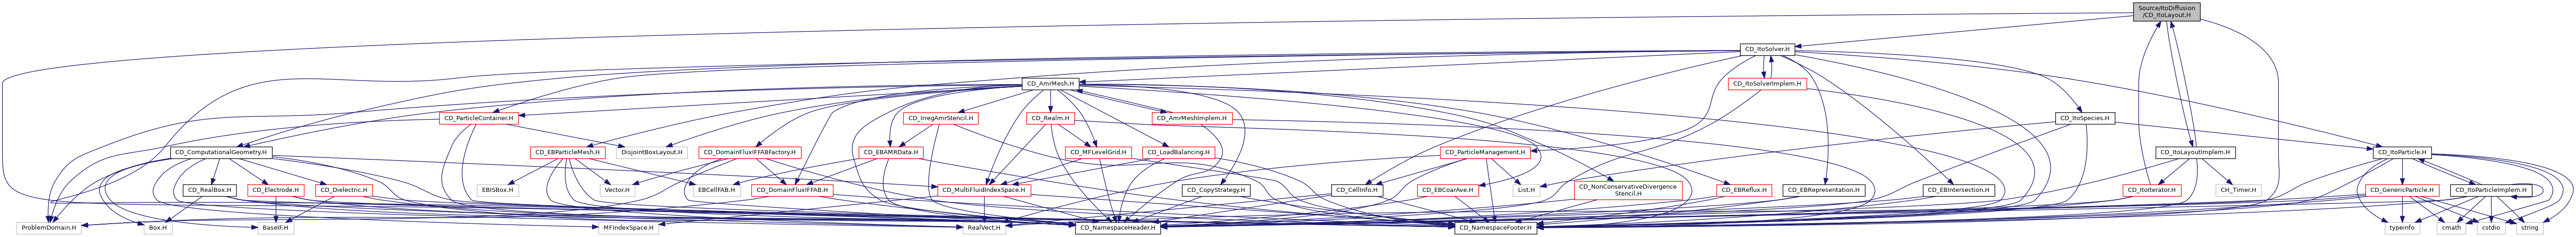 Source/ItoDiffusion
/CD_ItoLayout.H
CD_ItoSolver.H
CD_AmrMesh.H
CD_ItoSolverImplem.H
CD_ParticleContainer.H
CD_IrregAmrStencil.H
CD_Realm.H
CD_AmrMeshImplem.H
CD_ItoSpecies.H
CD_ComputationalGeometry.H
CD_EBParticleMesh.H
DisjointBoxLayout.H
CD_DomainFluxIFFABFactory.H
CD_EBAMRData.H
CD_MFLevelGrid.H
CD_LoadBalancing.H
CD_ParticleManagement.H
CD_ItoLayoutImplem.H
CD_ItoParticle.H
CD_RealBox.H
CD_Electrode.H
CD_Dielectric.H
EBISBox.H
Vector.H
EBCellFAB.H
CD_DomainFluxIFFAB.H
CD_MultiFluidIndexSpace.H
CD_CopyStrategy.H
CD_CellInfo.H
CD_EBCoarAve.H
List.H
CD_NonConservativeDivergence
Stencil.H
CD_EBReflux.H
CD_EBRepresentation.H
CD_EBIntersection.H
CD_ItoIterator.H
CH_Timer.H
CD_GenericParticle.H
CD_ItoParticleImplem.H
ProblemDomain.H
Box.H
BaseIF.H
MFIndexSpace.H
RealVect.H
CD_NamespaceHeader.H
CD_NamespaceFooter.H
typeinfo
cmath
cstdio
string